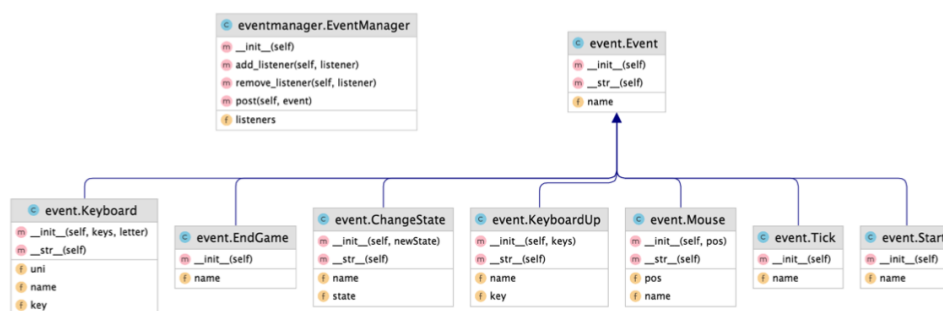 eventmanager.EventManager
__init__(self)
add_listener(self, listener)
remove_listener(self, listener)
post(self, event)
listeners
event.Event
__init__(self)
__str__(self)
name
event.Keyboard
__init__(self, keys, letter)
__str__(self)
uni
name
key
event.EndGame
__init__(self)
name
event.ChangeState
__init__(self, newState)
__str__(self)
name
state
event.KeyboardUp
__init__(self, keys)
__str__(self)
name
key
event.Mouse
__init__(self, pos)
__str__(self)
pos
name
event.Tick
__init__(self)
name
event.Start
__init__(self)
name